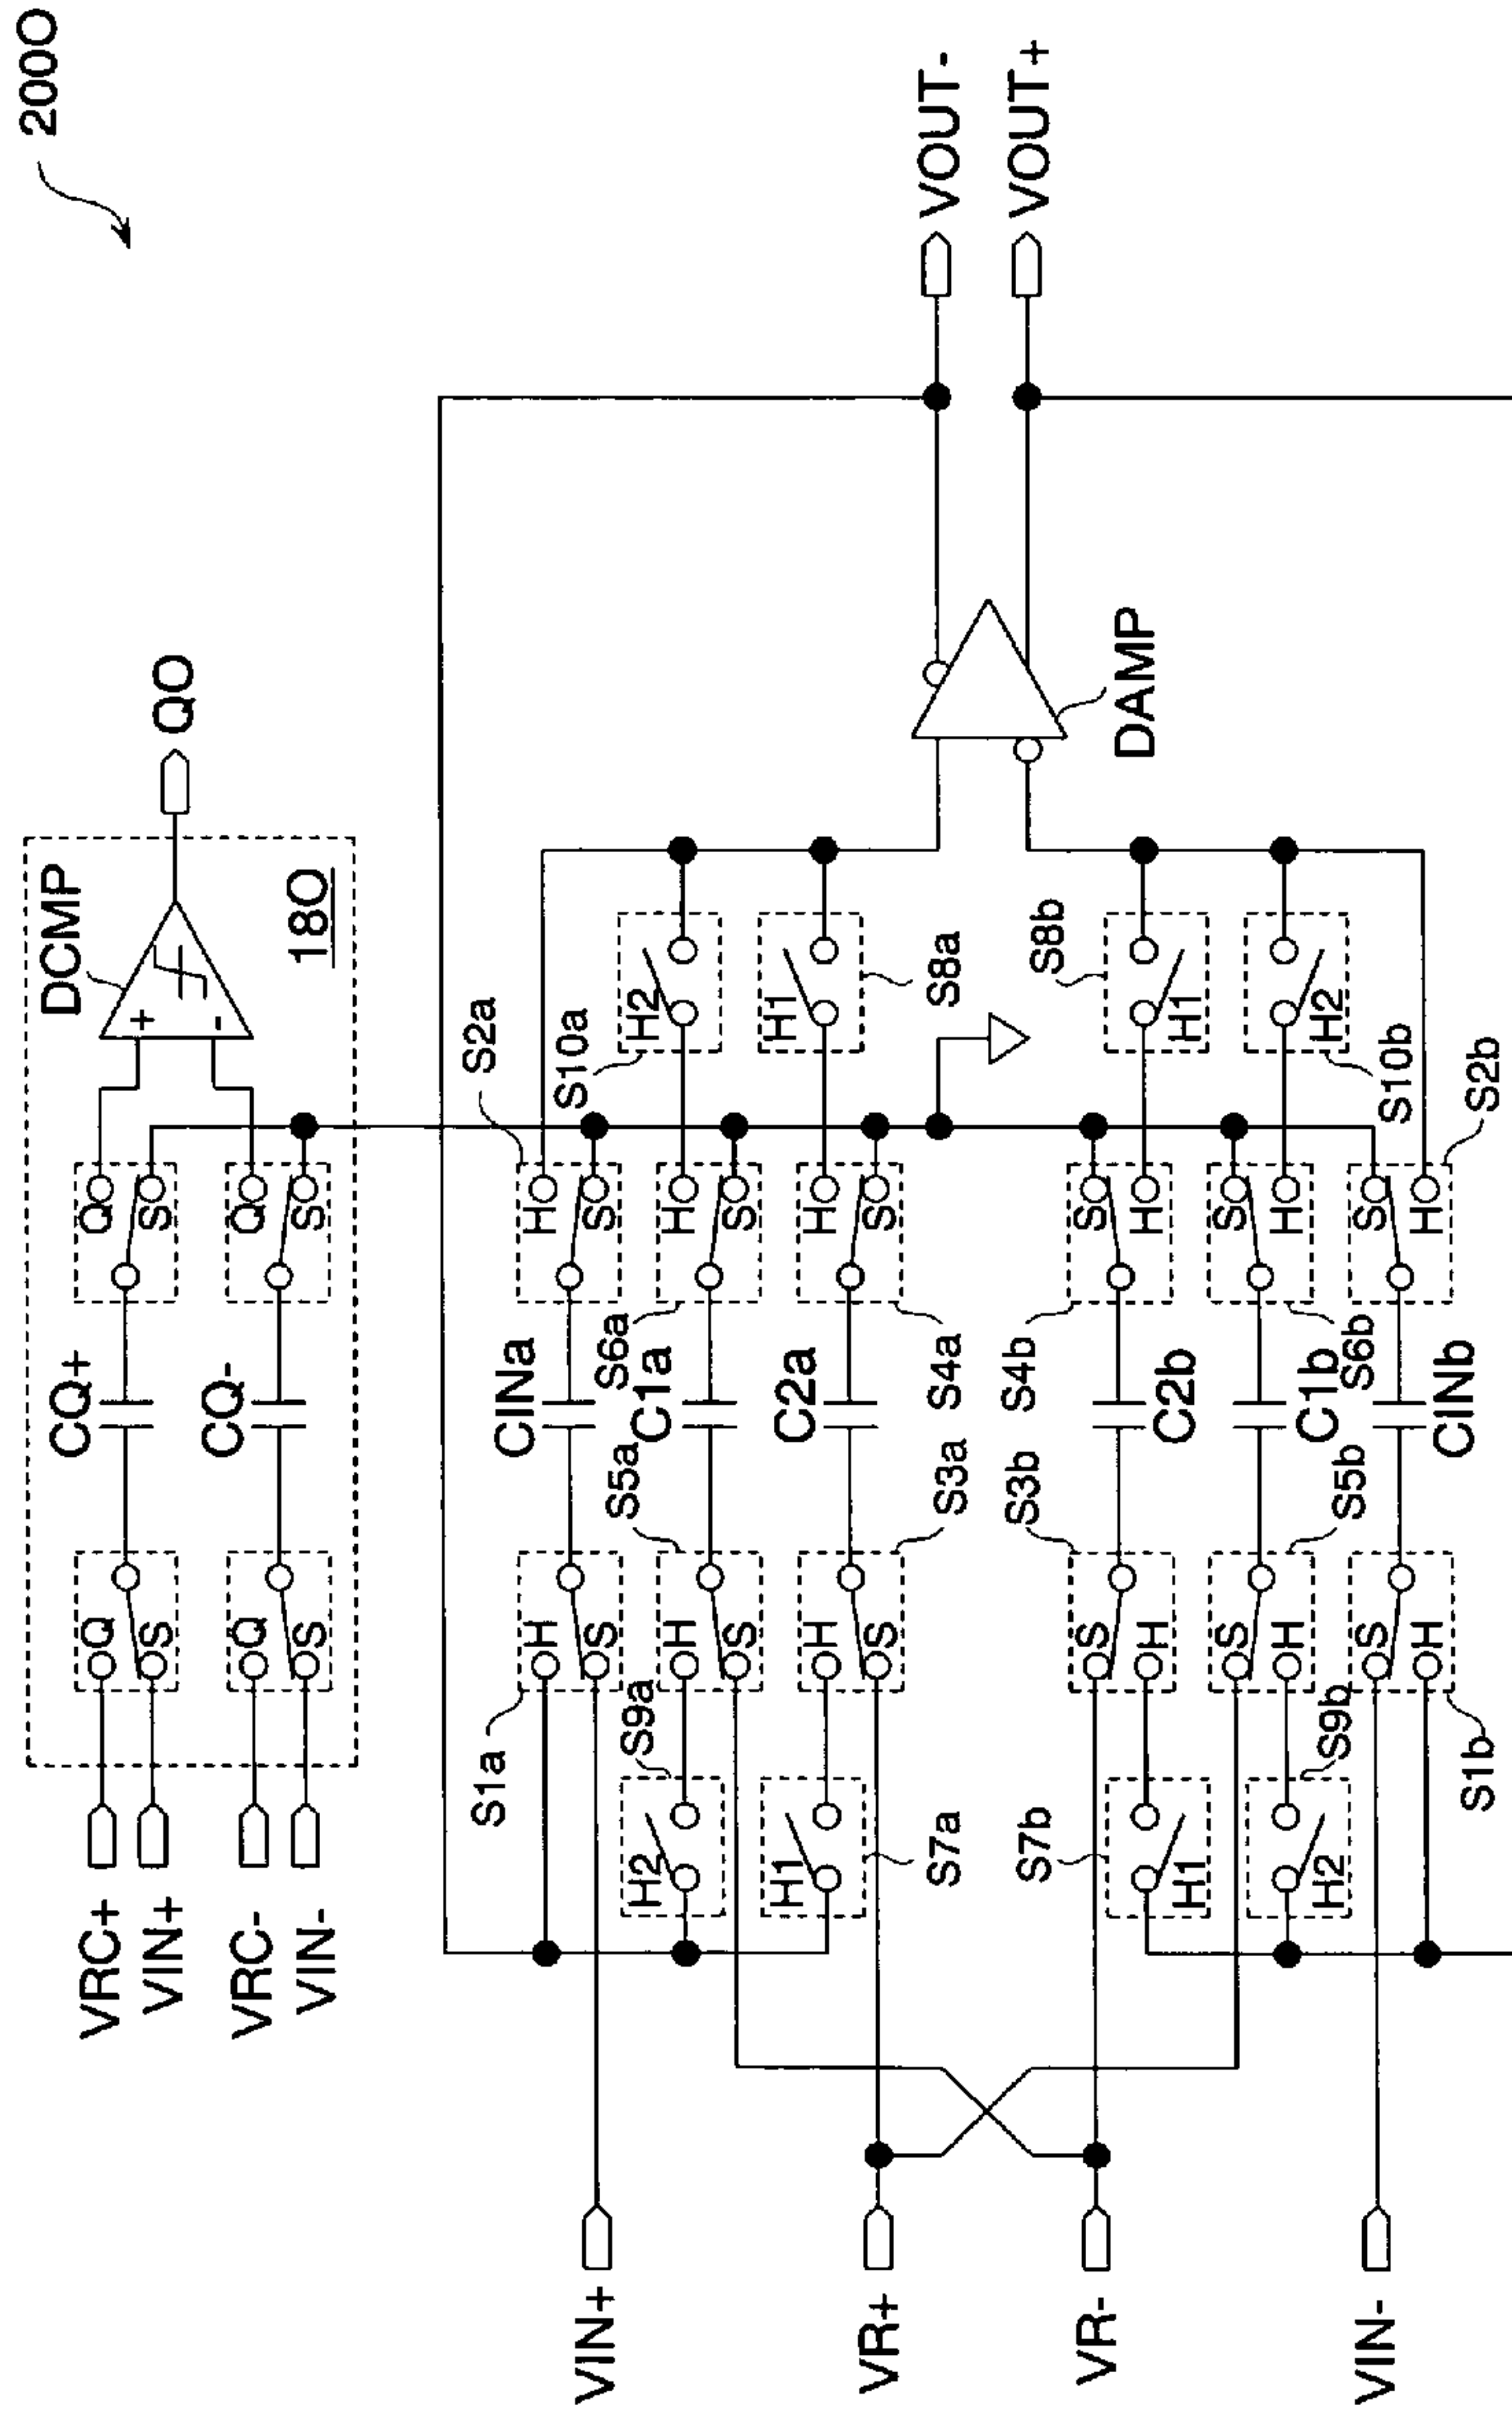 2000
VRC+
VIN+
VRC-
VIN-
Q
S
Q
S
CQ+
CQ-
Q
S
Q
S
DCMP
+
-
180
QO
VIN+
VR+
VR-
VIN-
S1a
H
S
CINa
H
S
S2a
S9a
H2
S5a
H
S
C1a
S6a
H
S
S10a
H2
S7a
H1
S3a
H
S
C2a
S4a
H
S
S8a
H1
S7b
H1
S3b
S
H
C2b
S4b
S
H
S8b
H1
S9b
H2
S5b
S
H
C1b
S6b
S
H
S10b
H2
S1b
S
H
CINb
S
H
S2b
DAMP
VOUT-
VOUT+